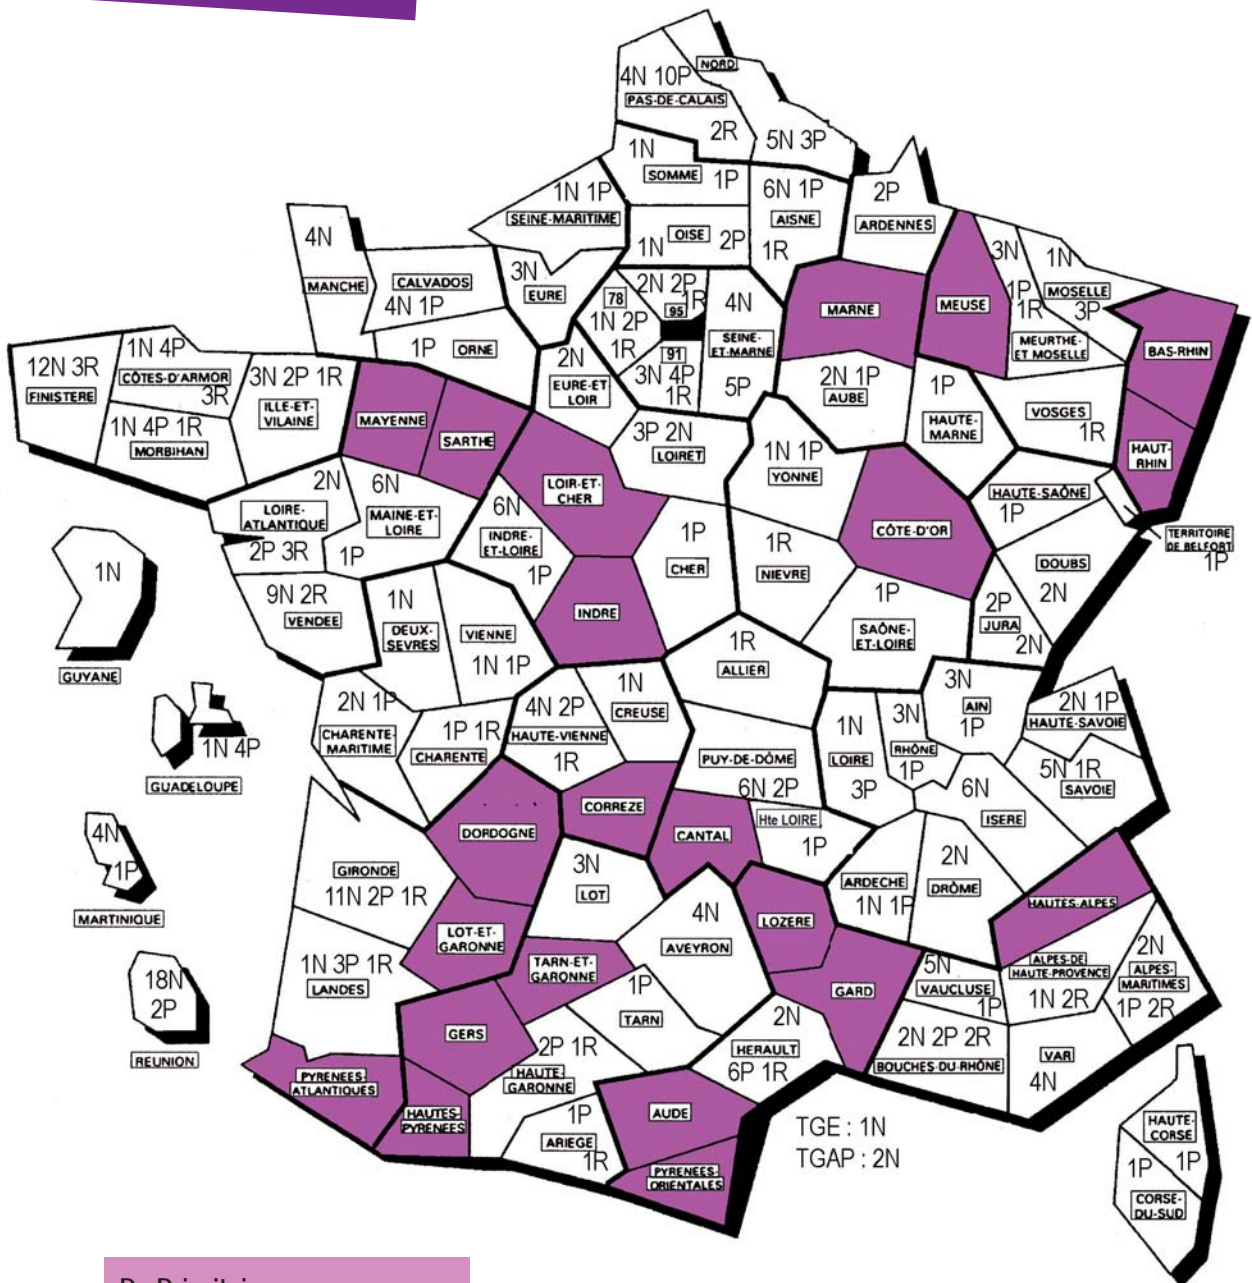 NORD
4N 10P
PAS-DE-CALAIS
2R
5N 3P
1N
SOMME
1P
6N 1P
AISNE
1R
2P
ARDENNES
1N 1P
SEINE-MARITIME
OISE
1N
2P
4N
MANCHE
CALVADOS
4N 1P
3N
EURE
2N 2P
1R
95
78
1N 2P
1R
91
3N 4P
1R
4N
SEINE-
ET-MARNE
5P
MARNE
MEUSE
3N
1P
1R
MEURTHE-
ET MOSELLE
1N
MOSELLE
3P
BAS-RHIN
HAUT-
RHIN
1P
ORNE
2N
EURE-ET
LOIR
2N 1P
AUBE
1P
HAUTE-
MARNE
VOSGES
1R
12N 3R
FINISTERE
1N 4P
CÔTES-D'ARMOR
3R
1N 4P 1R
MORBIHAN
3N 2P 1R
ILLE-ET-
VILAINE
MAYENNE
SARTHE
3P 2N
LOIRET
LOIR-ET-
CHER
1N 1P
YONNE
CÔTE-D'OR
HAUTE-SAÔNE
1P
TERRITOIRE
DE BELFORT
1P
2N
LOIRE-
ATLANTIQUE
2P 3R
6N
MAINE-ET-
LOIRE
1P
6N
INDRE-
ET-LOIRE
1P
1P
CHER
1R
NIEVRE
DOUBS
2N
2P
JURA
2N
1P
SAÔNE-
ET-LOIRE
INDRE
9N 2R
VENDEE
1N
DEUX-
SEVRES
VIENNE
1N 1P
1N
GUYANE
1R
ALLIER
3N
AIN
1P
2N 1P
HAUTE-SAVOIE
5N 1R
SAVOIE
2N 1P
CHARENTE-
MARITIME
1P 1R
CHARENTE
4N 2P
HAUTE-VIENNE
1R
1N
CREUSE
PUY-DE-DÔME
6N 2P
1N
LOIRE
3P
3N
RHÔNE
1P
6N
ISERE
1N 4P
GUADELOUPE
DORDOGNE
CORREZE
CANTAL
Hte LOIRE
1P
4N
1P
MARTINIQUE
GIRONDE
11N 2P 1R
3N
LOT
4N
AVEYRON
LOZERE
ARDECHE
1N 1P
2N
DRÔME
HAUTES-ALPES
LOT-ET-
GARONNE
TARN-ET-
GARONNE
1N 3P 1R
LANDES
18N
2P
REUNION
GARD
5N
VAUCLUSE
1P
ALPES-DE
HAUTE-PROVENCE
1N 2R
2N
ALPES-
MARITIMES
1P 2R
GERS
1P
TARN
2N
HERAULT
6P 1R
2N 2P 2R
BOUCHES-DU-RHÔNE
VAR
4N
PYRENEES-
ATLANTIQUES
HAUTES-
PYRENEES
2P 1R
HAUTE-
GARONNE
1P
ARIEGE
1R
AUDE
PYRENEES-
ORIENTALES
TGE : 1N
TGAP : 2N
HAUTE-
CORSE
1P
1P
CORSE-
DU-SUD